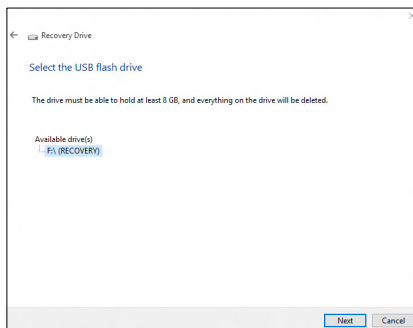 Recovery Drive
Select the USB flash drive
The drive must be able to hold at least 8 GB, and everything on the drive will be deleted.
Available drive(s)
F:\ (RECOVERY)
Next Cancel